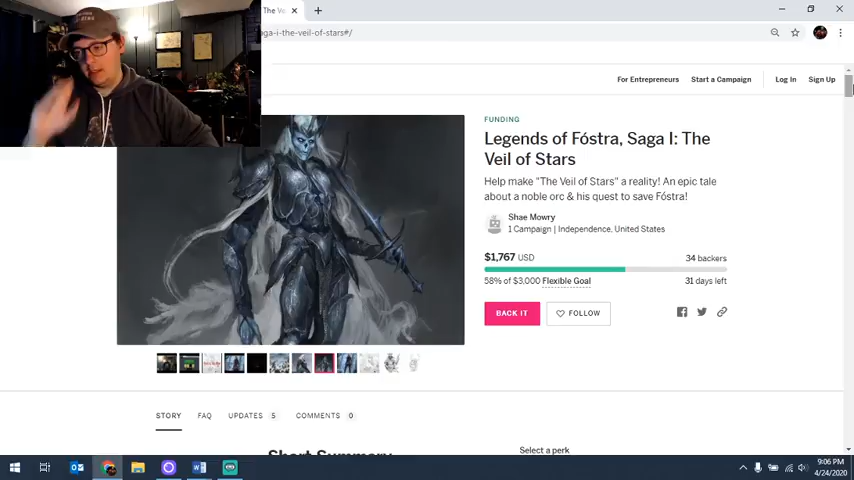 The Ve
aga-i-the-veil-of-stars#/
For Entrepreneurs
Start a Campaign
Log In
Sign Up
FUNDING
Legends of Fóstra, Saga I: The
Veil of Stars
Help make "The Veil of Stars" a reality! An epic tale
about a noble orc & his quest to save Fóstra!
Shae Mowry
1 Campaign | Independence, United States
$1,767 USD
34 backers
58% of $3,000 Flexible Goal
31 days left
BACK IT
FOLLOW
STORY
FAQ
UPDATES 5
COMMENTS 0
Short Summary
Select a perk
9:06 PM
4/24/2020